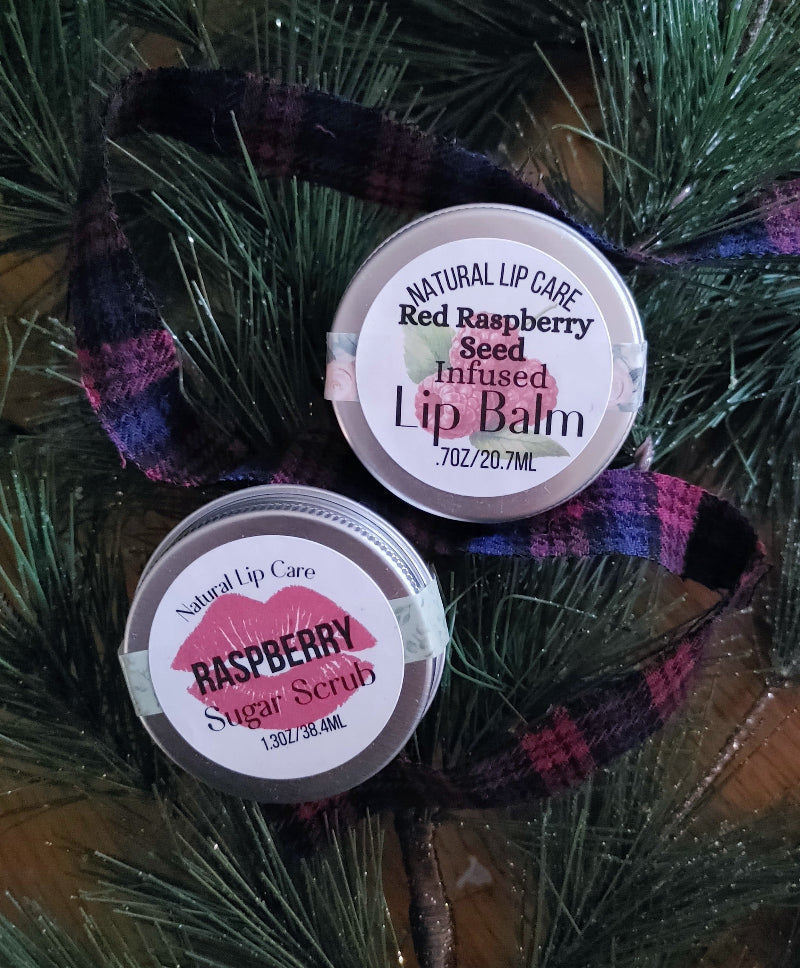 NATURAL LIP CARE
Red Raspberry
Seed
Infused
Lip Balm
.7OZ/20.7ML
Natural Lip Care
RASPBERRY
Sugar Scrub
1.3OZ/38.4ML